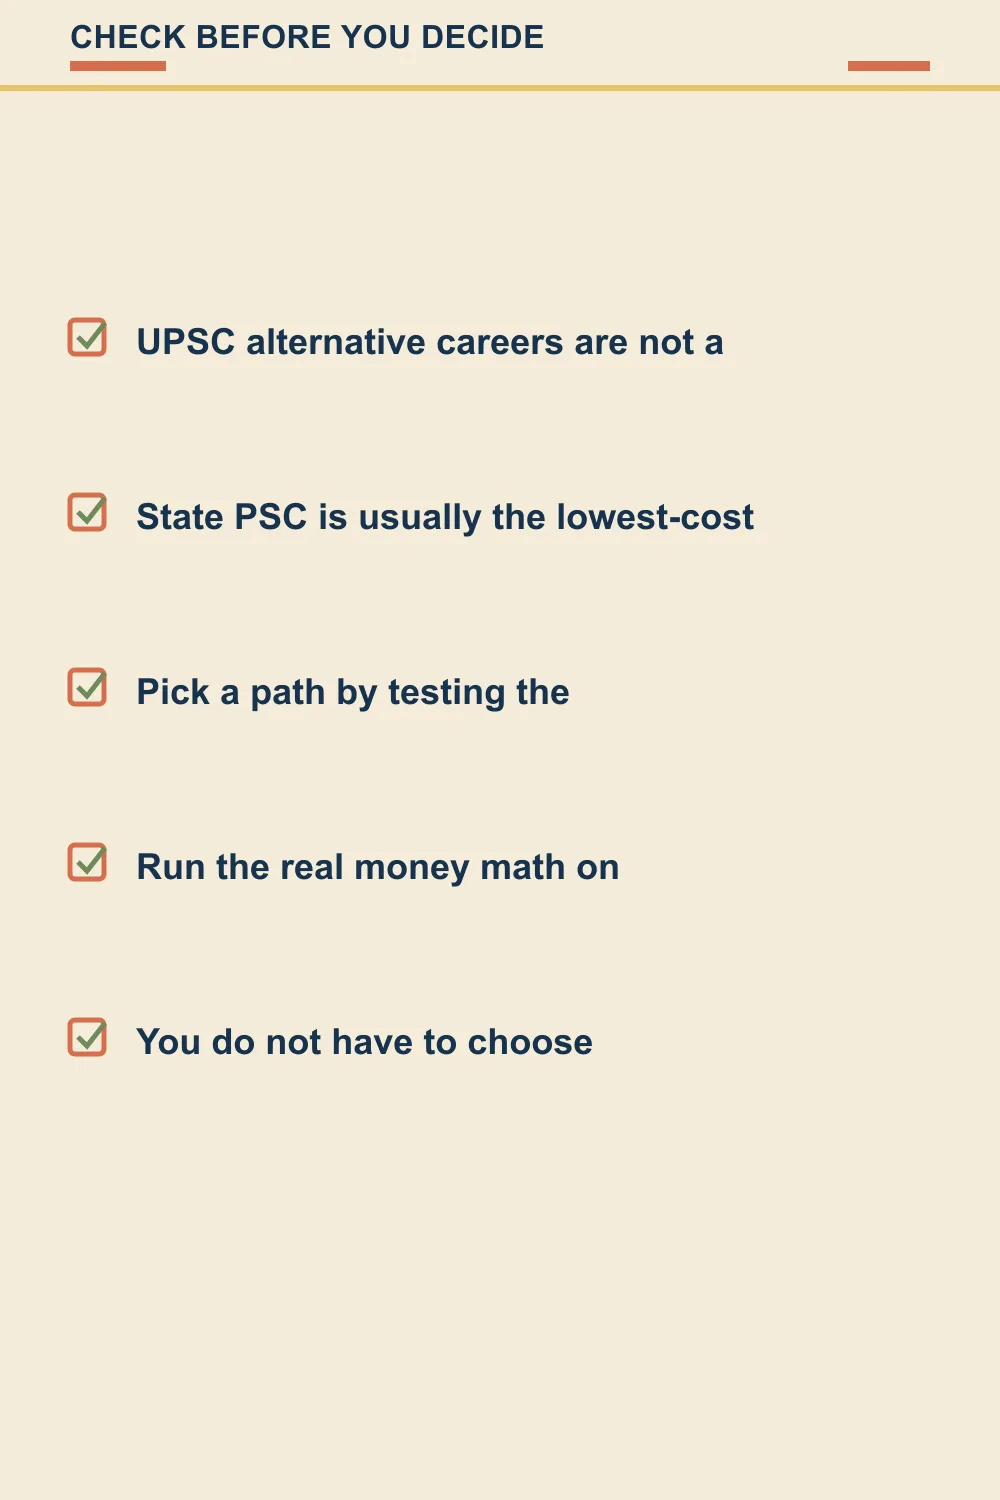 CHECK BEFORE YOU DECIDE
UPSC alternative careers are not a
State PSC is usually the lowest-cost
Pick a path by testing the
Run the real money math on
You do not have to choose